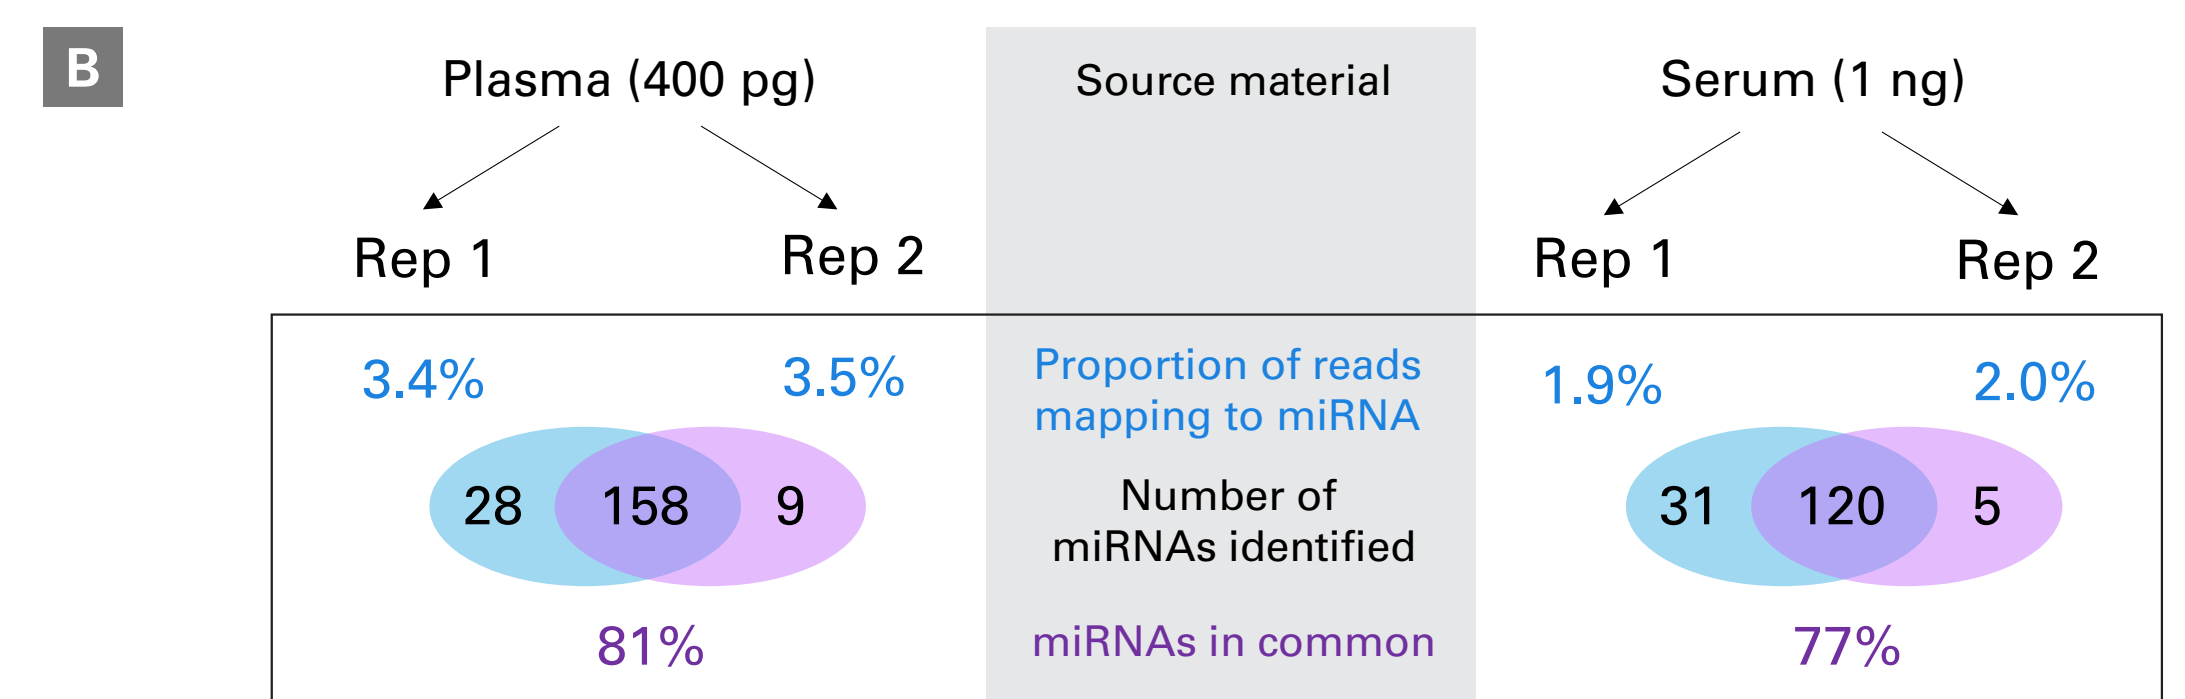 B
Plasma (400 pg)
Source material
Serum (1 ng)
Rep 1
Rep 2
Rep 1
Rep 2
3.4%
3.5%
Proportion of reads
mapping to miRNA
1.9%
2.0%
28
158
9
Number of
miRNAs identified
31
120
5
81%
miRNAs in common
77%